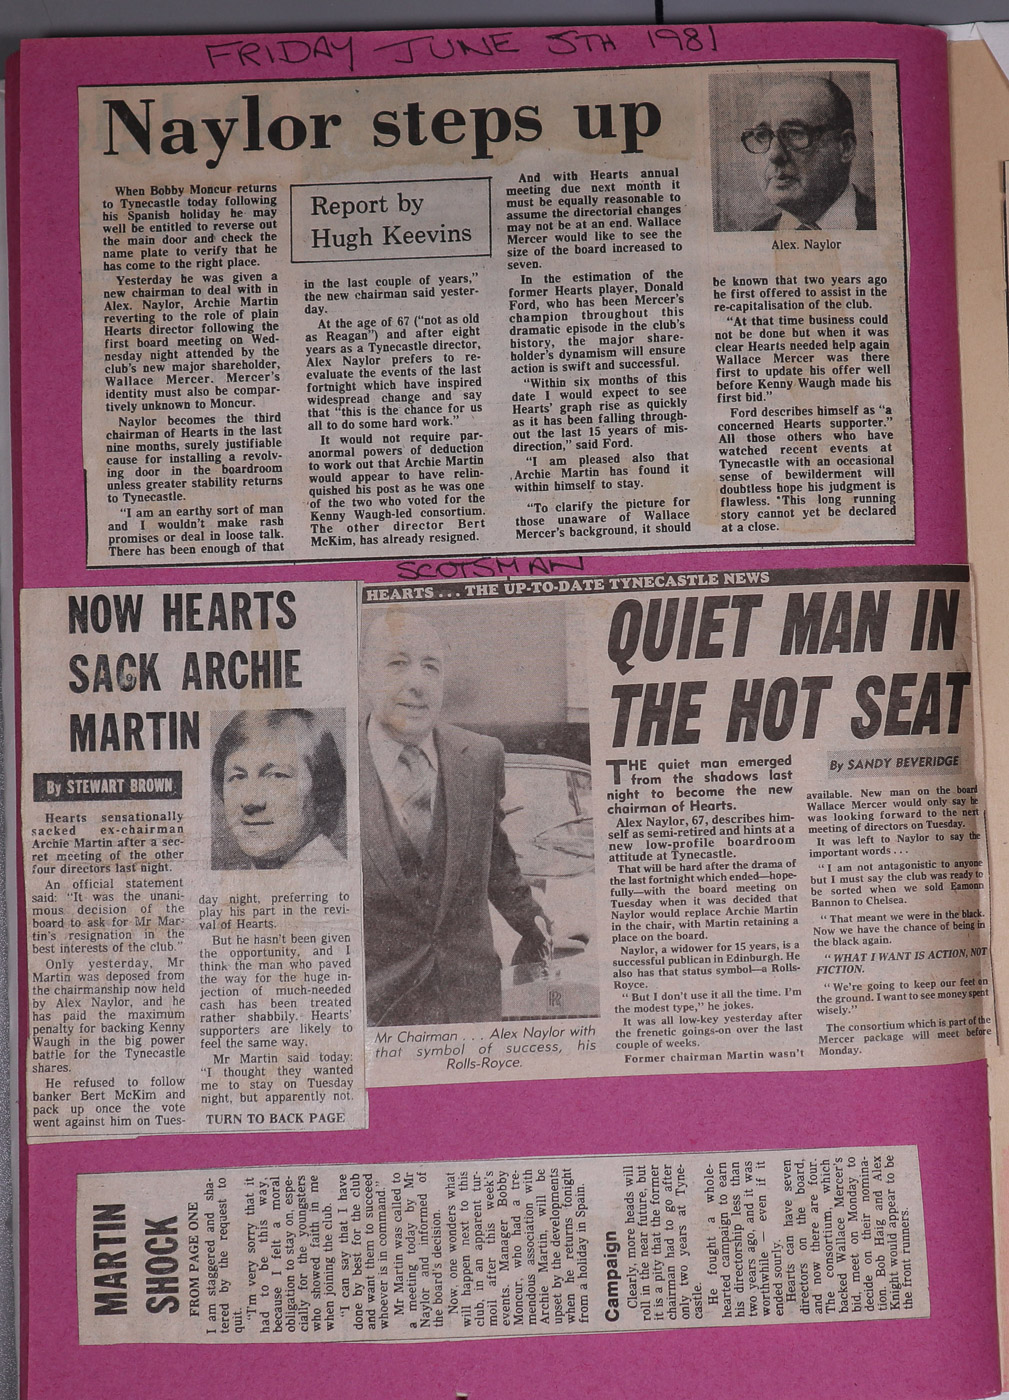 FRIDAY JUNE 5TH 1981
Naylor steps up
When Bobby Moncur returns
to Tynecastle today following
his Spanish holiday he may
well be entitled to reverse out
the main door and check the
name plate to verify that he
has come to the right place.
Yesterday he was given a
new chairman to deal with in
Alex. Naylor, Archie Martin
reverting to the role of plain
Hearts director following the
first board meeting on Wed-
nesday night attended by the
club's new major shareholder,
Wallace Mercer. Mercer's
identity must also be compar-
tively unknown to Moncur.
Naylor becomes the third
chairman of Hearts in the last
nine months, surely justifiable
cause for installing a revolv-
ing door in the boardroom
unless greater stability returns
to Tynecastle.
"I am an earthy sort of man
and I wouldn't make rash
promises or deal in loose talk.
There has been enough of that
Report by
Hugh Keevins
in the last couple of years,"
the new chairman said yester-
day.
At the age of 67 ("not as old
as Reagan") and after eight
years as a Tynecastle director,
Alex Naylor prefers to re-
evaluate the events of the last
fortnight which have inspired
widespread change and say
that "this is the chance for us
all to do some hard work."
It would not require par-
anormal powers of deduction
to work out that Archie Martin
would appear to have relin-
quished his post as he was one
of the two who voted for the
Kenny Waugh-led consortium.
The other director Bert
McKim, has already resigned.
And with Hearts annual
meeting due next month it
must be equally reasonable to
assume the directorial changes
may not be at an end. Wallace
Mercer would like to see the
size of the board increased to
seven.
In the estimation of the
former Hearts player, Donald
Ford, who has been Mercer's
champion throughout this
dramatic episode in the club's
history, the major share-
holder's dynamism will ensure
action is swift and successful.
"Within six months of this
date I would expect to see
Hearts' graph rise as quickly
as it has been falling through-
out the last 15 years of mis-
direction," said Ford.
"I am pleased also that
Archie Martin has found it
within himself to stay.
"To clarify the picture for
those unaware of Wallace
Mercer's background, it should
Alex. Naylor
be known that two years ago
he first offered to assist in the
re-capitalisation of the club.
"At that time business could
not be done but when it was
clear Hearts needed help again
Wallace Mercer was there
first to update his offer well
before Kenny Waugh made his
first bid."
Ford describes himself as "a
concerned Hearts supporter."
All those others who have
watched recent events at
Tynecastle with an occasional
sense of bewilderment will
doubtless hope his judgment is
flawless. This long running
story cannot yet be declared
at a close.
SCOTSMAN
NOW HEARTS
SACK ARCHIE
MARTIN
By STEWART BROWN
Hearts sensationally
sacked ex-chairman
Archie Martin after a sec-
ret meeting of the other
four directors last night.
An official statement
said: "It was the unani-
mous decision of the
board to ask for Mr Mar-
tin's resignation in the
best interests of the club."
Only yesterday, Mr
Martin was deposed from
the chairmanship now held
by Alex Naylor, and he
has paid the maximum
penalty for backing Kenny
Waugh in the big power
battle for the Tynecastle
shares.
He refused to follow
banker Bert McKim and
pack up once the vote
went against him on Tues-
day night, preferring to
play his part in the revi-
val of Hearts.
But he hasn't been given
the opportunity, and I
think the man who paved
the way for the huge in-
jection of much-needed
cash has been treated
rather shabbily. Hearts'
supporters are likely to
feel the same way.
Mr Martin said today:
"I thought they wanted
me to stay on Tuesday
night, but apparently not.
TURN TO BACK PAGE
HEARTS . . . THE UP-TO-DATE TYNECASTLE NEWS
QUIET MAN IN
THE HOT SEAT
Mr Chairman . . . Alex Naylor with
that symbol of success, his
Rolls-Royce.
THE quiet man emerged
from the shadows last
night to become the new
chairman of Hearts.
Alex Naylor, 67, describes him-
self as semi-retired and hints at a
new low-profile boardroom
attitude at Tynecastle.
That will be hard after the drama of
the last fortnight which ended—hope-
fully—with the board meeting on
Tuesday when it was decided that
Naylor would replace Archie Martin
in the chair, with Martin retaining a
place on the board.
Naylor, a widower for 15 years, is a
successful publican in Edinburgh. He
also has that status symbol—a Rolls-
Royce.
"But I don't use it all the time. I'm
the modest type," he jokes.
It was all low-key yesterday after
the frenetic goings-on over the last
couple of weeks.
Former chairman Martin wasn't
By SANDY BEVERIDGE
available. New man on the board
Wallace Mercer would only say he
was looking forward to the next
meeting of directors on Tuesday.
It was left to Naylor to say the
important words . . .
"I am not antagonistic to anyone
but I must say the club was ready to
be sorted when we sold Eamonn
Bannon to Chelsea.
"That meant we were in the black.
Now we have the chance of being in
the black again.
"WHAT I WANT IS ACTION, NOT
FICTION.
"We're going to keep our feet on
the ground. I want to see money spent
wisely."
The consortium which is part of the
Mercer package will meet before
Monday.
MARTIN
SHOCK
FROM PAGE ONE
I am staggered and sha-
tered by the request to
quit.
"I'm very sorry that it
had to be this way,
because I felt a moral
obligation to stay on, espe-
cially for the youngsters
who showed faith in me
when joining the club.
"I can say that I have
done by best for the club
and want them to succeed
whoever is in command."
Mr Martin was called to
a meeting today by Mr
Naylor and informed of
the board's decision.
Now, one wonders what
will happen next to this
club, in an apparent tur-
moil after this week's
events. Manager Bobby
Moncur, who had a tre-
mendous association with
Archie Martin, will be
upset by the developments
when he returns tonight
from a holiday in Spain.
Campaign
Clearly, more heads will
roll in the near future, but
it is a pity that the former
chairman had to go after
only two years at Tyne-
castle.
He fought a whole-
hearted campaign to earn
his directorship less than
two years ago, and it was
worthwhile — even if it
ended sourly.
Hearts can have seven
directors on the board,
and now there are four.
The consortium, which
backed Wallace Mercer's
bid, meet on Monday to
decide on their nomina-
tion. Bob Haig and Alex
Knight would appear to be
the front runners.